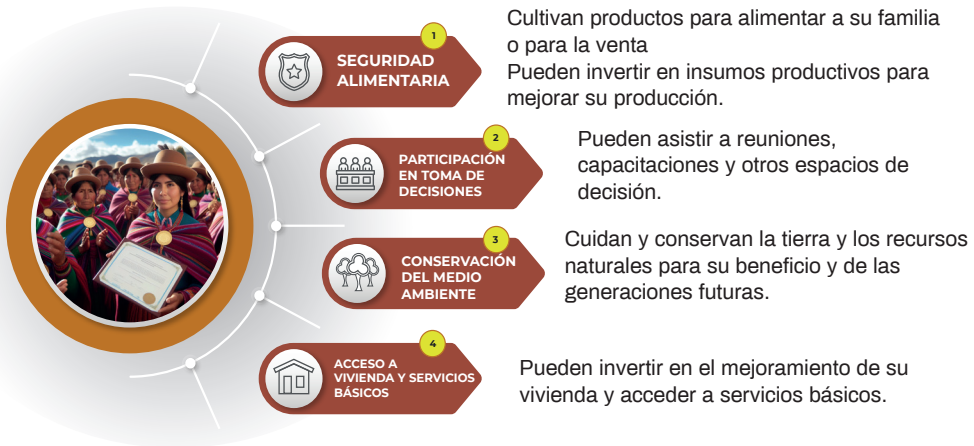 1
SEGURIDAD
ALIMENTARIA
Cultivan productos para alimentar a su familia
o para la venta
Pueden invertir en insumos productivos para
mejorar su producción.
2
PARTICIPACIÓN
EN TOMA DE
DECISIONES
Pueden asistir a reuniones,
capacitaciones y otros espacios de
decisión.
3
CONSERVACIÓN
DEL MEDIO
AMBIENTE
Cuidan y conservan la tierra y los recursos
naturales para su beneficio y de las
generaciones futuras.
4
ACCESO A
VIVIENDA Y SERVICIOS
BÁSICOS
Pueden invertir en el mejoramiento de su
vivienda y acceder a servicios básicos.